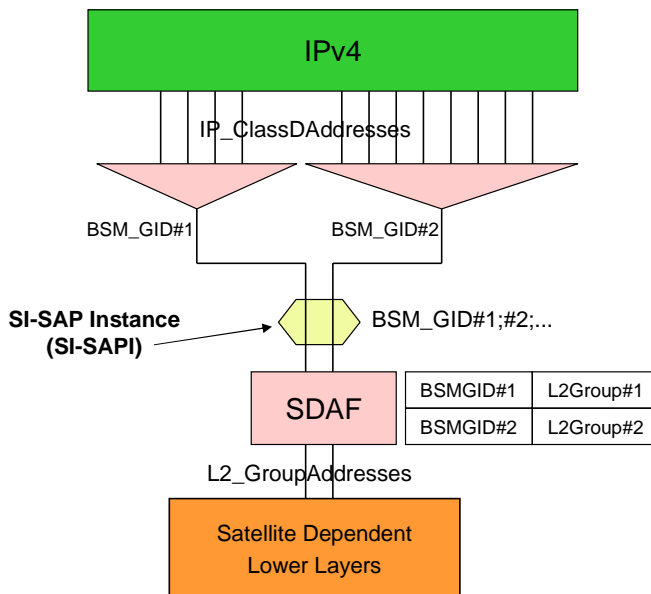 IPv4
IP_ClassDAddresses
BSM_GID#1
BSM_GID#2
SI-SAP Instance
(SI-SAPI)
BSM_GID#1;#2;...
SDAF
BSMGID#1 L2Group#1
BSMGID#2 L2Group#2
L2_GroupAddresses
Satellite Dependent
Lower Layers